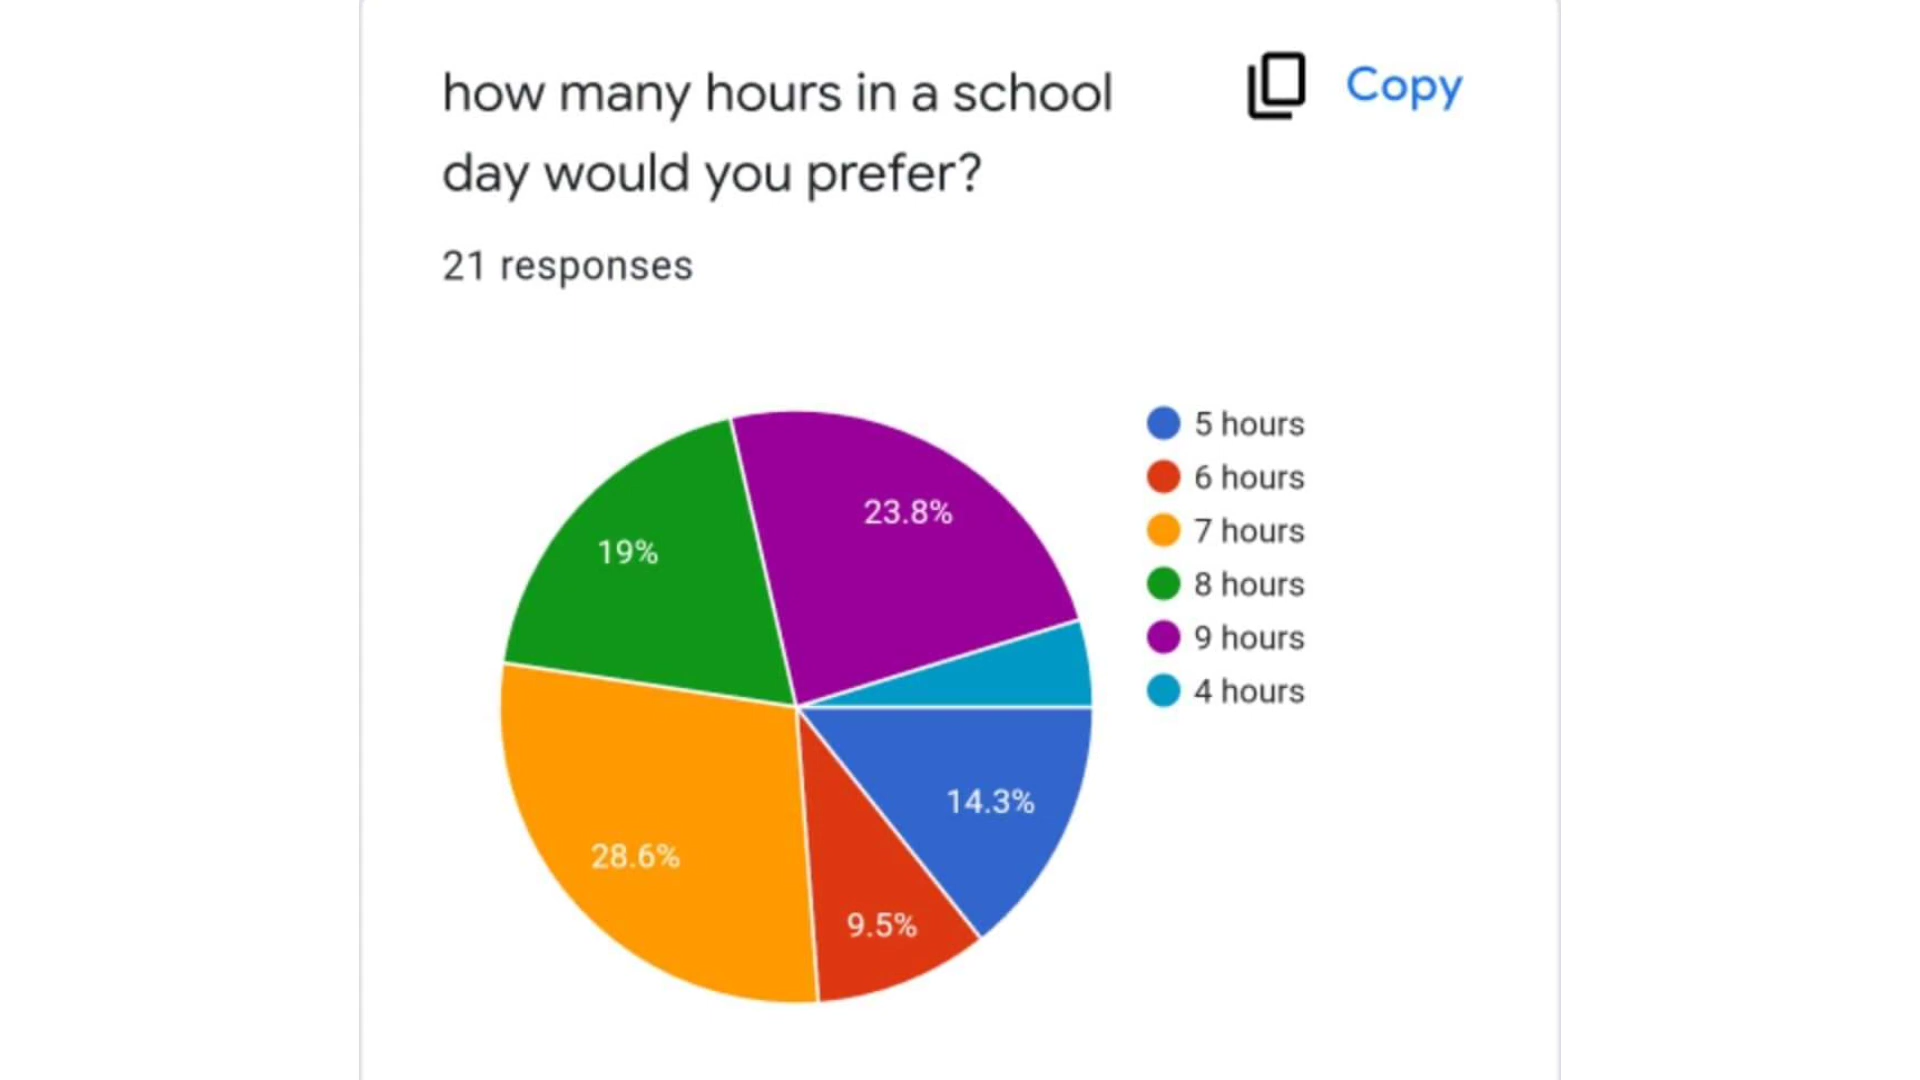 how many hours in a school
day would you prefer?
Copy
21 responses
5 hours
6 hours
7 hours
8 hours
9 hours
4 hours
23.8%
19%
14.3%
28.6%
9.5%